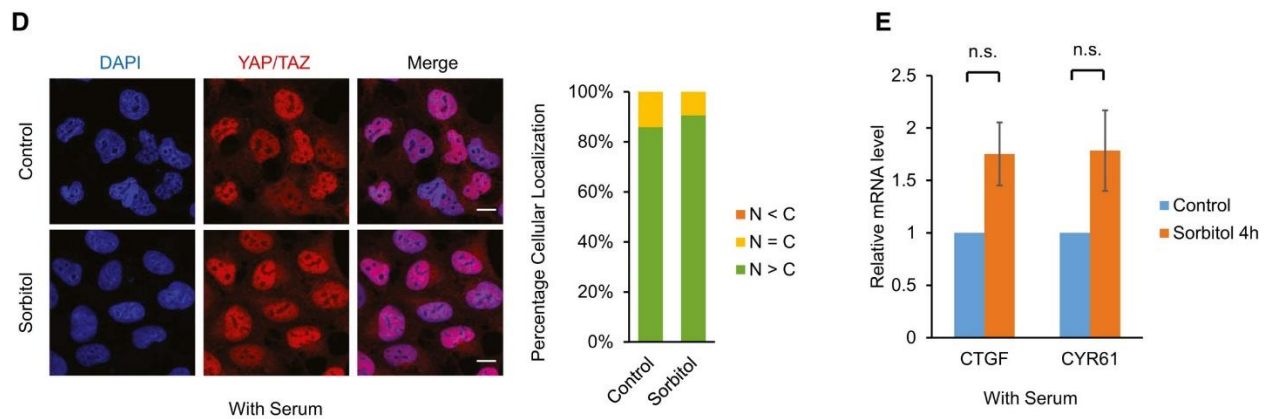 D
DAPI
YAP/TAZ
Merge
Control
Sorbitol
With Serum
Percentage Cellular Localization
100%
80%
60%
40%
20%
0%
Control
Sorbitol
N < C
N = C
N > C
E
n.s.
n.s.
Relative mRNA level
2.5
2
1.5
1
0.5
0
CTGF
CYR61
With Serum
Control
Sorbitol 4h